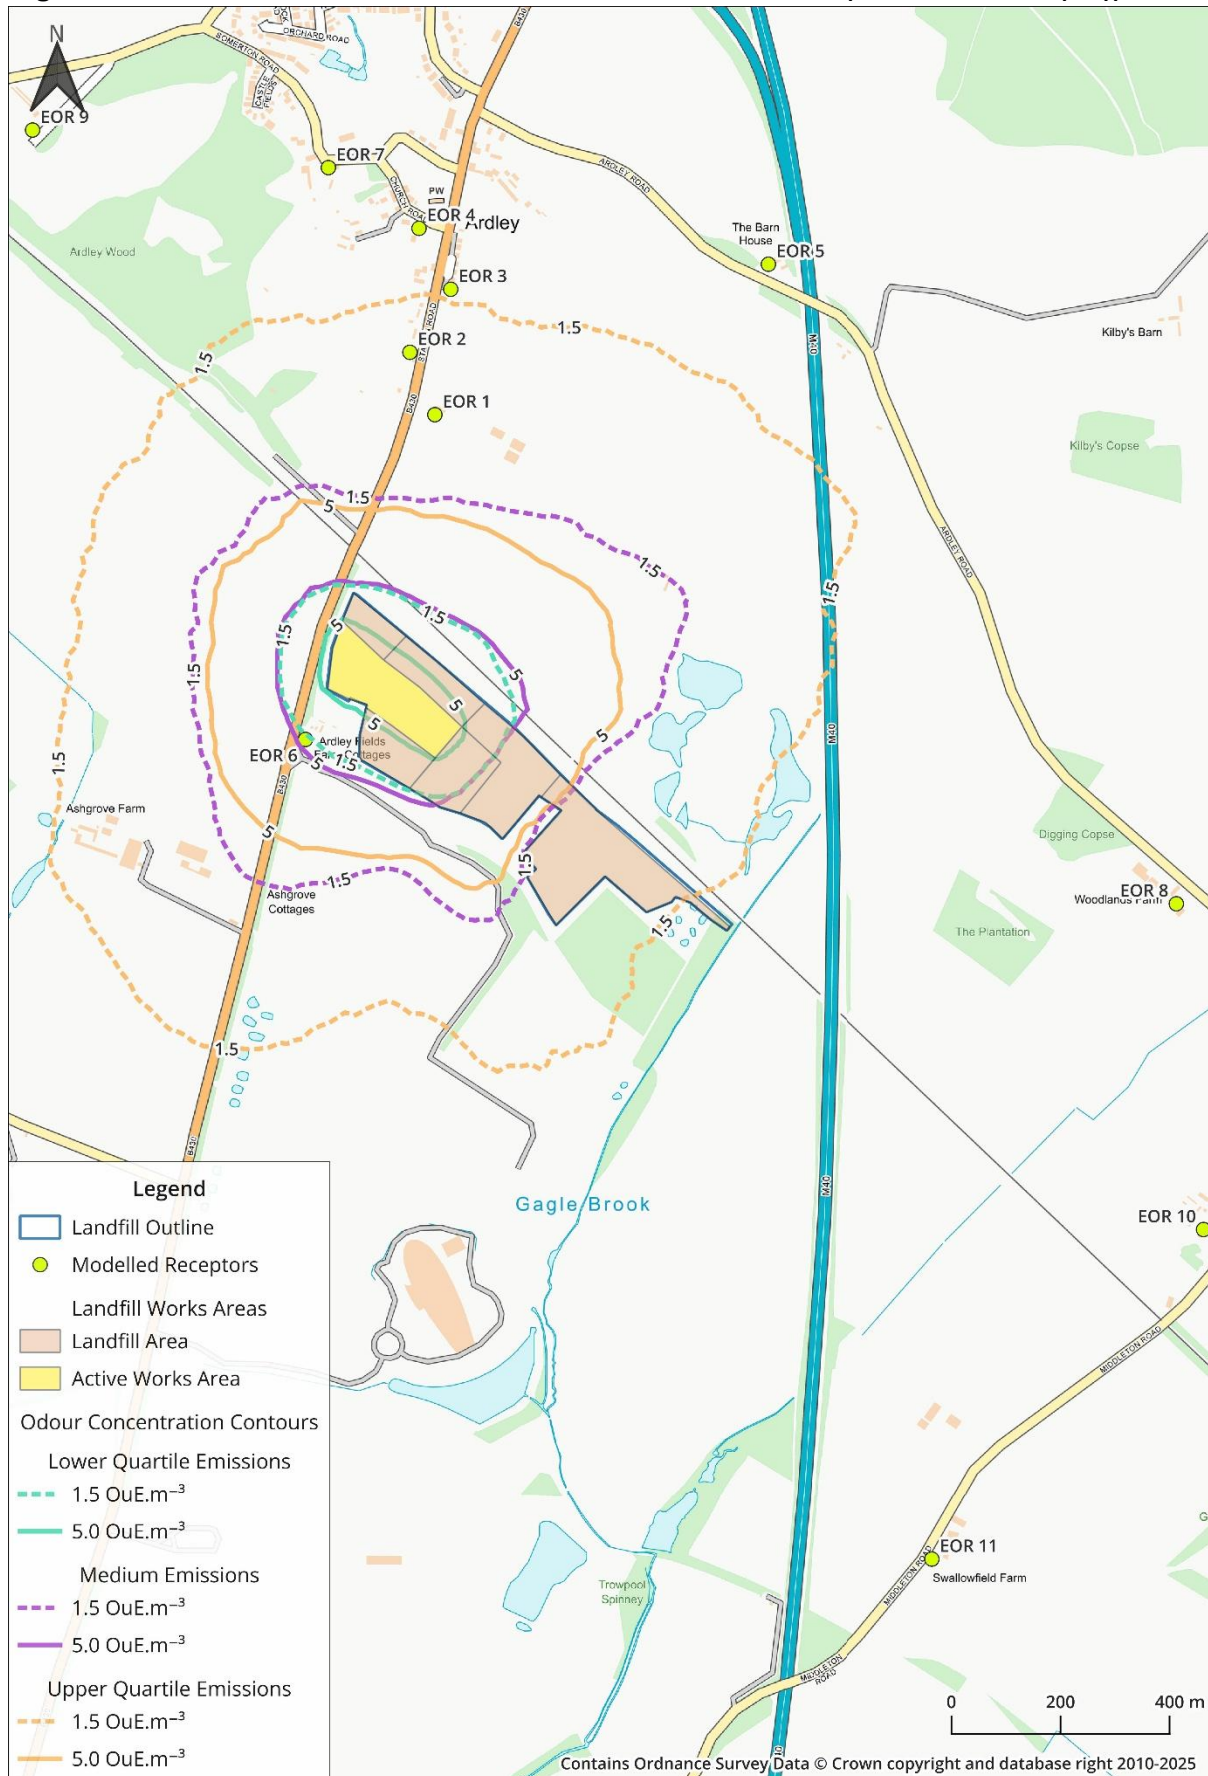 N
ORCHARD ROAD
SOMERTON ROAD
CASTLE
FIELDS
B430
EOR 9
EOR 7
ARDLEY ROAD
CHURCH ROAD
PW
EOR 4
Ardley
The Barn
House
EOR 5
Ardley Wood
EOR 3
1.5
Kilby's Barn
M40
EOR 2
1.5
B430
EOR 1
Kilby's Copse
1.5
5
1.5
ARDLEY ROAD
1.5
1.5
5
1.5
5
1.5
5
5
5
M40
EOR 6
Ardley Fields
Farm Cottages
1.5
5
1.5
B430
Ashgrove Farm
5
Digging Copse
1.5
1.5
EOR 8
Woodlands Farm
Ashgrove
Cottages
1.5
The Plantation
1.5
B430
M40
Gagle Brook
EOR 10
MIDDLETON ROAD
EOR 11
MIDDLETON ROAD
Swallowfield Farm
Trowpool
Spinney
MIDDLETON
ROAD
Legend
Landfill Outline
Modelled Receptors
Landfill Works Areas
Landfill Area
Active Works Area
Odour Concentration Contours
Lower Quartile Emissions
1.5 OuE.m⁻³
5.0 OuE.m⁻³
Medium Emissions
1.5 OuE.m⁻³
5.0 OuE.m⁻³
Upper Quartile Emissions
1.5 OuE.m⁻³
5.0 OuE.m⁻³
0 200 400 m
Contains Ordnance Survey Data © Crown copyright and database right 2010-2025